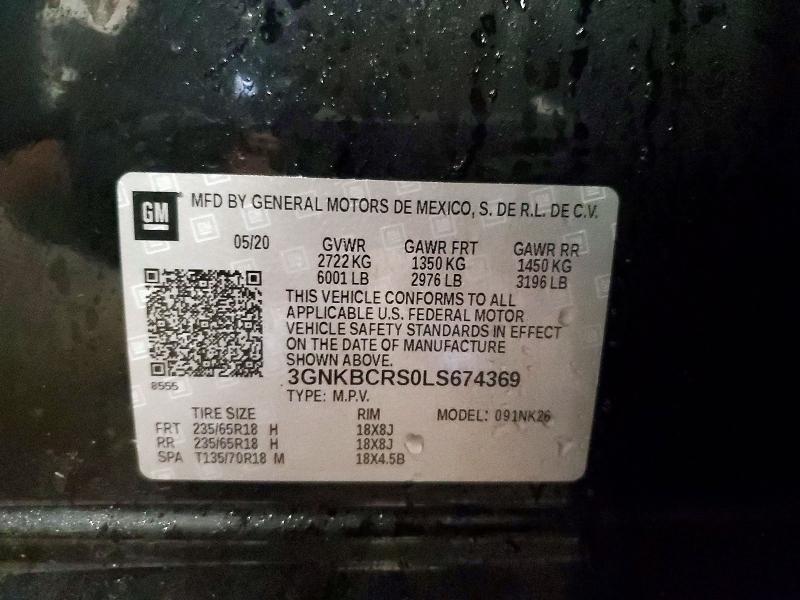 GM MFD BY GENERAL MOTORS DE MEXICO, S. DE R.L. DE C.V.
05/20 GVWR GAWR FRT GAWR RR
2722 KG 1350 KG 1450 KG
6001 LB 2976 LB 3196 LB
THIS VEHICLE CONFORMS TO ALL
APPLICABLE U.S. FEDERAL MOTOR
VEHICLE SAFETY STANDARDS IN EFFECT
ON THE DATE OF MANUFACTURE
SHOWN ABOVE.
8555
3GNKBCRS0LS674369
TYPE: M.P.V.
TIRE SIZE RIM MODEL: 091NK26
FRT 235/65R18 H 18X8J
RR 235/65R18 H 18X8J
SPA T135/70R18 M 18X4.5B